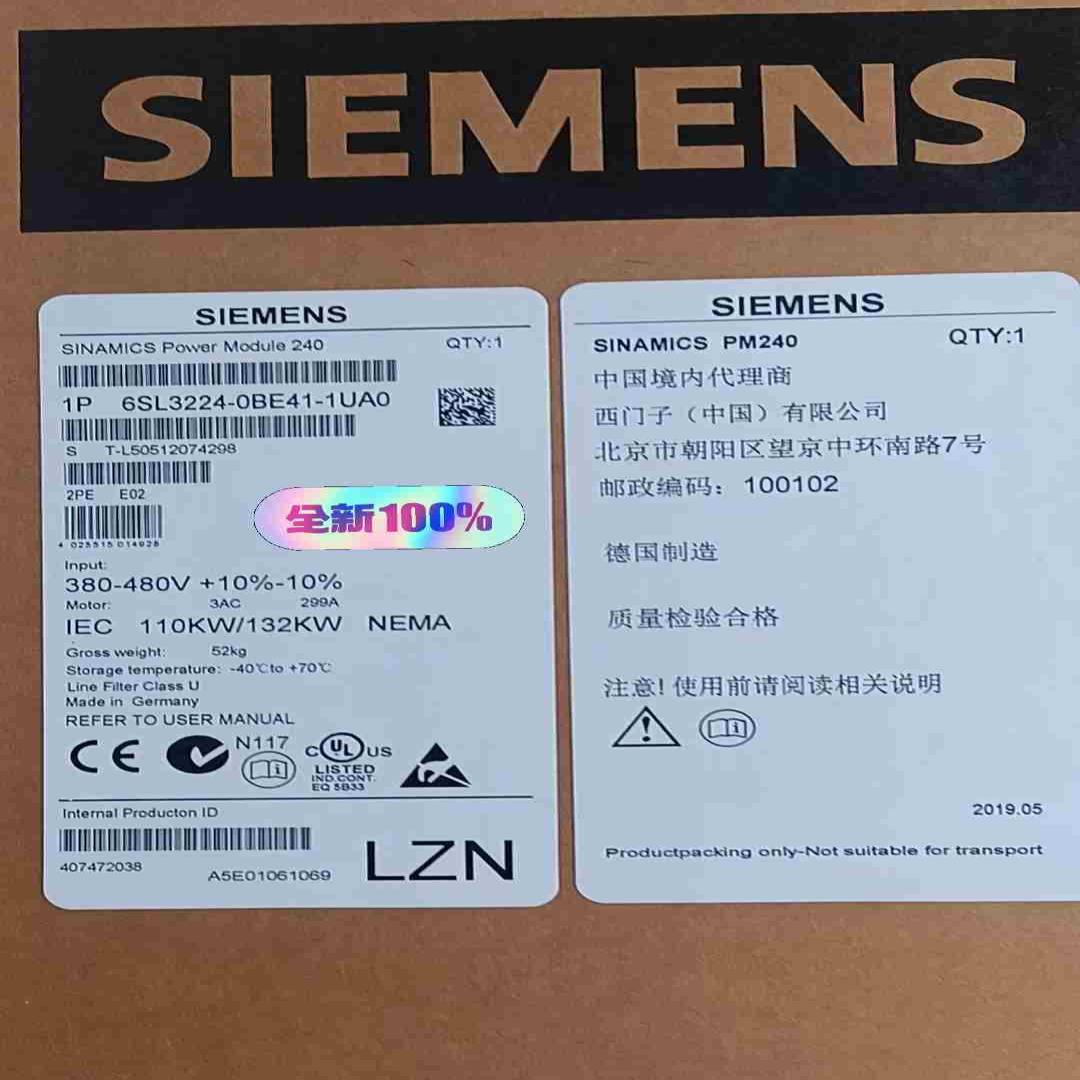 SIEMENS
SIEMENS
SINAMICS Power Module 240 QTY:1
1P 6SL3224-0BE41-1UA0
S T-L50512074298
2PE E02
4 025515 014928
全新100%
Input:
380-480V +10%-10%
Motor: 3AC 299A
IEC 110KW/132KW NEMA
Gross weight: 52kg
Storage temperature: -40℃to +70℃
Line Filter Class U
Made in Germany
REFER TO USER MANUAL
CE N117 C UL US
LISTED
IND.CONT.
EQ 5B33
Internal Producton ID
407472038 A5E01061069 LZN
SIEMENS
SINAMICS PM240 QTY:1
中国境内代理商
西门子（中国）有限公司
北京市朝阳区望京中环南路7号
邮政编码：100102
德国制造
质量检验合格
注意!使用前请阅读相关说明
2019.05
Productpacking only-Not suitable for transport